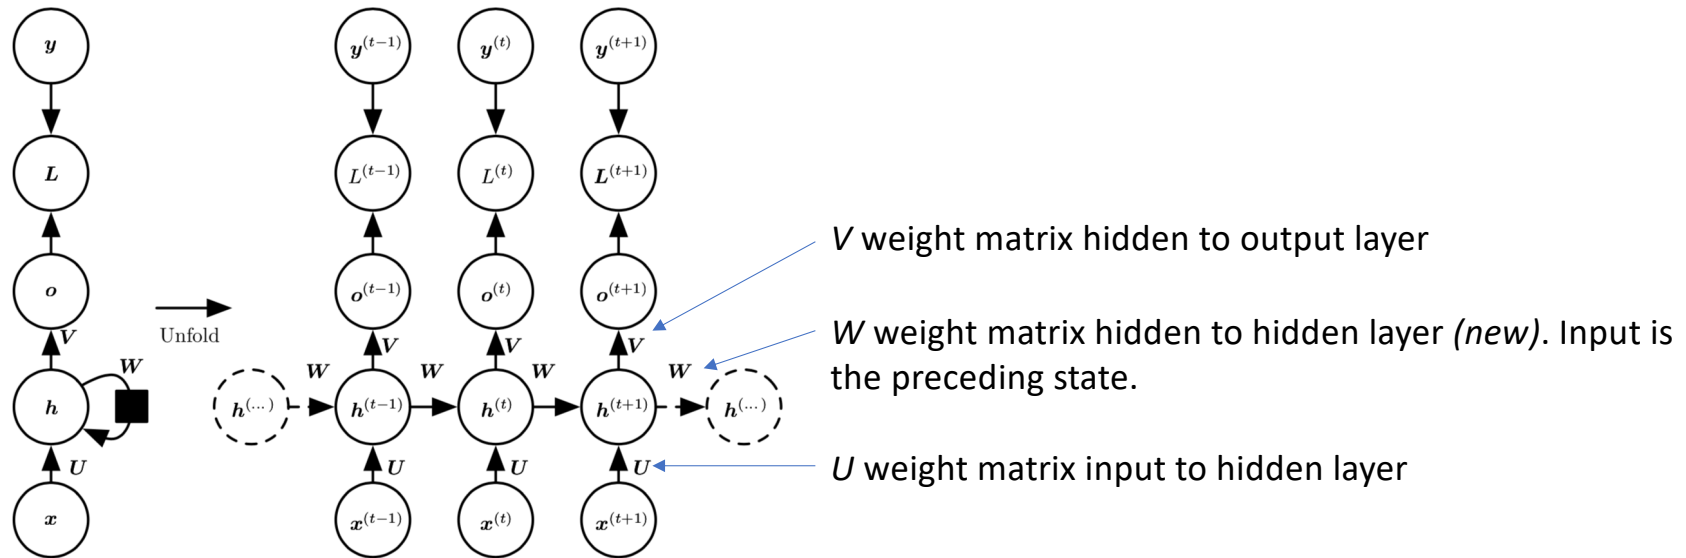 y y^{(t−1)} y^{(t)} y^{(t+1)}
L L^{(t−1)} L^{(t)} L^{(t+1)}
V weight matrix hidden to output layer
o o^{(t−1)} o^{(t)} o^{(t+1)}
Unfold
V V V V
W weight matrix hidden to hidden layer (new). Input is
the preceding state.
W W W W W
h h^{(...)} h^{(t−1)} h^{(t)} h^{(t+1)} h^{(...)}
U U U U
U weight matrix input to hidden layer
x x^{(t−1)} x^{(t)} x^{(t+1)}